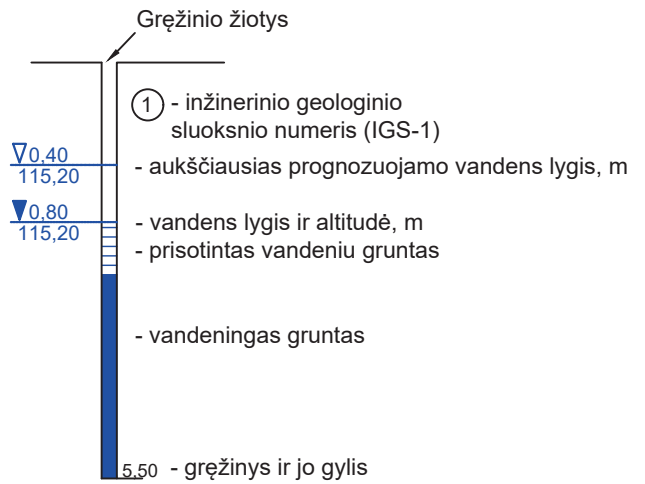 Gręžinio žiotys
1 - inžinerinio geologinio
sluoksnio numeris (IGS-1)
0,40
115,20
- aukščiausias prognozuojamo vandens lygis, m
0,80
115,20
- vandens lygis ir altitudė, m
- prisotintas vandeniu gruntas
- vandeningas gruntas
5,50 - gręžinys ir jo gylis